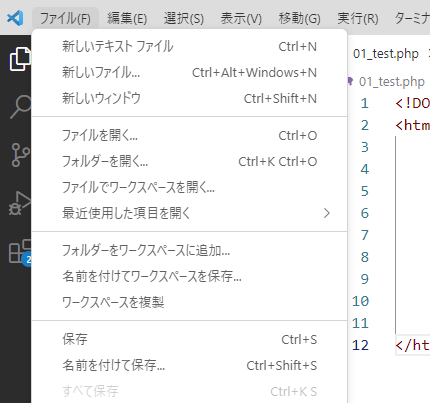 ファイル(F) 編集(E) 選択(S) 表示(V) 移動(G) 実行(R) ターミナ
新しいテキスト ファイル Ctrl+N
新しいファイル... Ctrl+Alt+Windows+N
新しいウィンドウ Ctrl+Shift+N
ファイルを開く... Ctrl+O
フォルダーを開く... Ctrl+K Ctrl+O
ファイルでワークスペースを開く...
最近使用した項目を開く
フォルダーをワークスペースに追加...
名前を付けてワークスペースを保存...
ワークスペースを複製
保存 Ctrl+S
名前を付けて保存... Ctrl+Shift+S
すべて保存 Ctrl+K S
2
01_test.php
01_test.php
1 <!DO
2 <htm
3
4
5
6
7
8
9
10
11
12 </ht